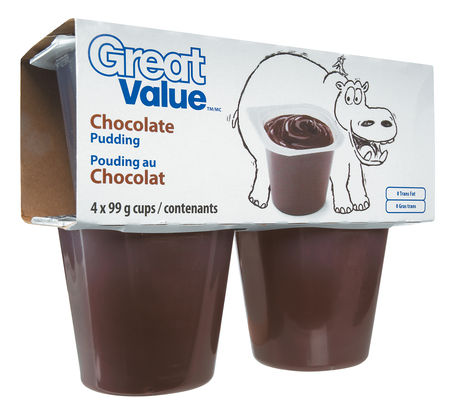 Great
Value
TM/MC
Chocolate
Pudding
Pouding au
Chocolat
4 x 99 g cups / contenants
0 Trans Fat
0 Gras trans